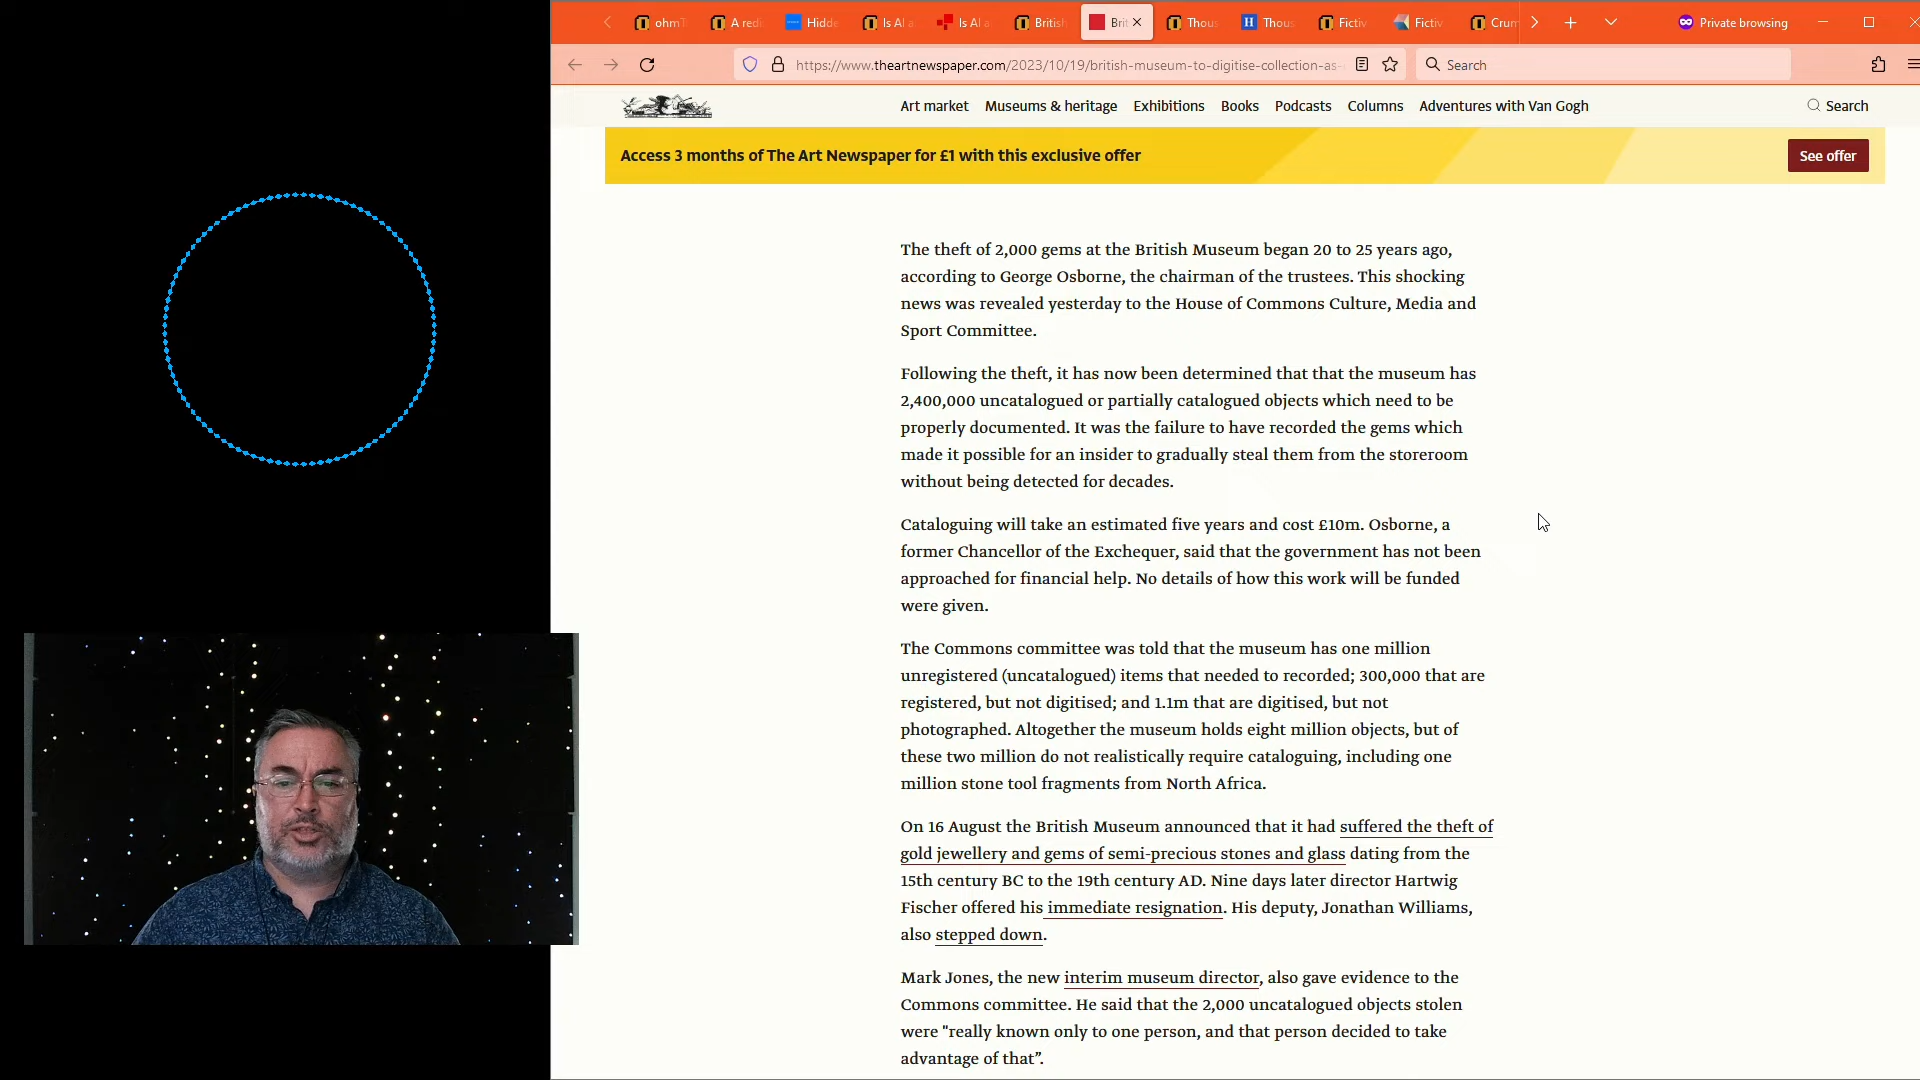 ohmT
A redi
Hidde
Is AI a
Is AI a
British
Brit
Thous
Thous
Fictiv
Fictiv
Crum
Private browsing
https://www.theartnewspaper.com/2023/10/19/british-museum-to-digitise-collection-as-
Search
Art market Museums & heritage Exhibitions Books Podcasts Columns Adventures with Van Gogh Search
Access 3 months of The Art Newspaper for £1 with this exclusive offer
See offer
The theft of 2,000 gems at the British Museum began 20 to 25 years ago,
according to George Osborne, the chairman of the trustees. This shocking
news was revealed yesterday to the House of Commons Culture, Media and
Sport Committee.
Following the theft, it has now been determined that that the museum has
2,400,000 uncatalogued or partially catalogued objects which need to be
properly documented. It was the failure to have recorded the gems which
made it possible for an insider to gradually steal them from the storeroom
without being detected for decades.
Cataloguing will take an estimated five years and cost £10m. Osborne, a
former Chancellor of the Exchequer, said that the government has not been
approached for financial help. No details of how this work will be funded
were given.
The Commons committee was told that the museum has one million
unregistered (uncatalogued) items that needed to recorded; 300,000 that are
registered, but not digitised; and 1.1m that are digitised, but not
photographed. Altogether the museum holds eight million objects, but of
these two million do not realistically require cataloguing, including one
million stone tool fragments from North Africa.
On 16 August the British Museum announced that it had suffered the theft of
gold jewellery and gems of semi-precious stones and glass dating from the
15th century BC to the 19th century AD. Nine days later director Hartwig
Fischer offered his immediate resignation. His deputy, Jonathan Williams,
also stepped down.
Mark Jones, the new interim museum director, also gave evidence to the
Commons committee. He said that the 2,000 uncatalogued objects stolen
were "really known only to one person, and that person decided to take
advantage of that”.